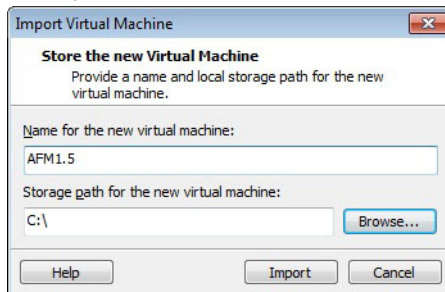 Import Virtual Machine
Store the new Virtual Machine
Provide a name and local storage path for the new
virtual machine.
Name for the new virtual machine:
AFM1.5
Storage path for the new virtual machine:
C:\
Browse...
Help
Import
Cancel